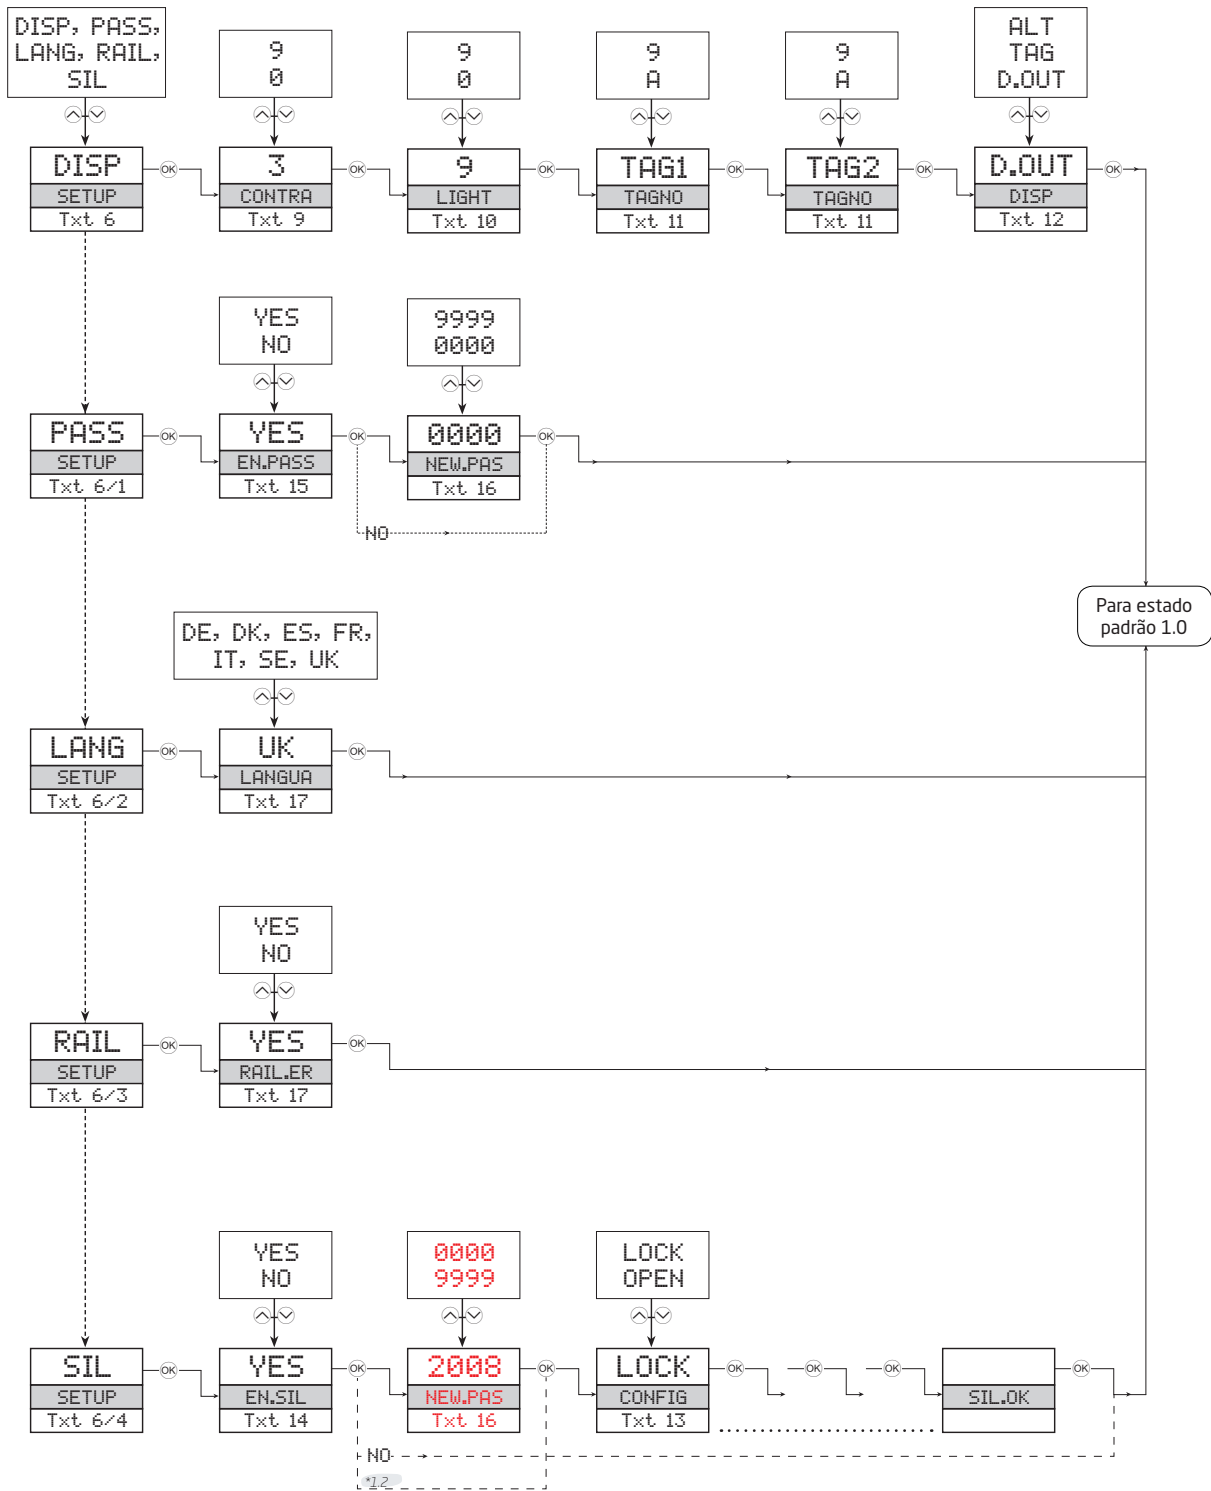 DISP, PASS,
LANG, RAIL,
SIL
9
0
9
0
9
A
9
A
ALT
TAG
D.OUT
DISP
SETUP
Txt 6
OK
3
CONTRA
Txt 9
OK
9
LIGHT
Txt 10
OK
TAG1
TAGNO
Txt 11
OK
TAG2
TAGNO
Txt 11
OK
D.OUT
DISP
Txt 12
OK
YES
NO
9999
0000
PASS
SETUP
Txt 6/1
OK
YES
EN.PASS
Txt 15
OK
0000
NEW.PAS
Txt 16
OK
NO
Para estado
padrão 1.0
DE, DK, ES, FR,
IT, SE, UK
LANG
SETUP
Txt 6/2
OK
UK
LANGUA
Txt 17
OK
YES
NO
RAIL
SETUP
Txt 6/3
OK
YES
RAIL.ER
Txt 17
OK
YES
NO
0000
9999
LOCK
OPEN
SIL
SETUP
Txt 6/4
OK
YES
EN.SIL
Txt 14
OK
2008
NEW.PAS
Txt 16
OK
LOCK
CONFIG
Txt 13
OK
OK
OK
SIL.OK
OK
NO
*1.2